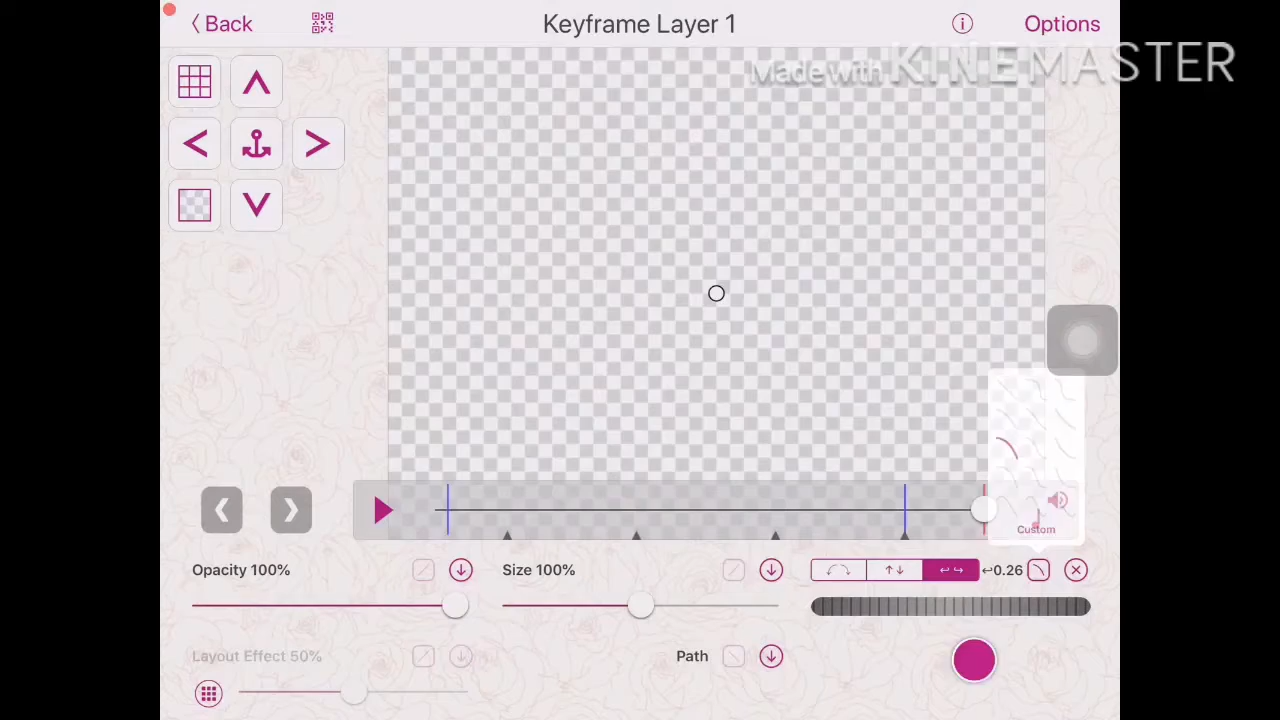 Back
Keyframe Layer 1
Options
Made with KINEMASTER
Custom
Opacity 100%
Size 100%
↩0.26
Layout Effect 50%
Path